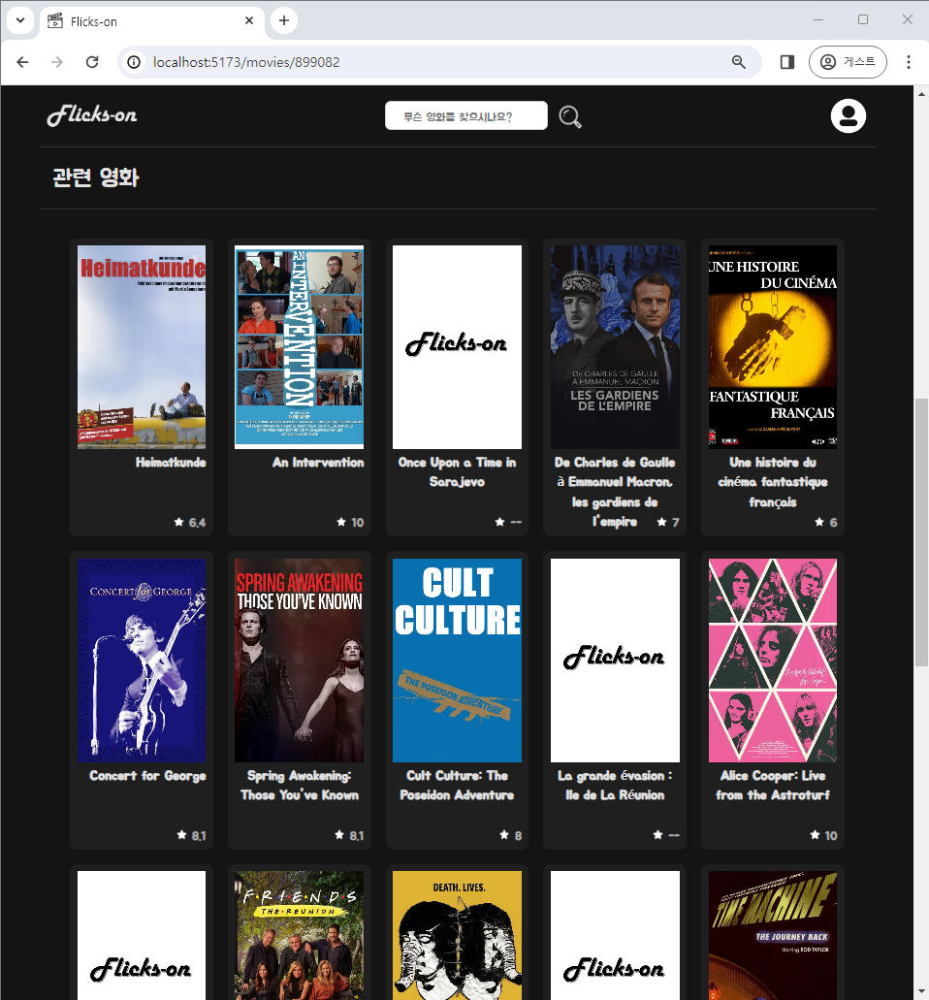 Flicks-on
localhost:5173/movies/899082
게스트
Flicks-on
무슨 영화를 찾으시나요?
관련 영화
Heimatkunde
AN INTERVENTION
Flicks-on
DE CHARLES DE GAULLE
À EMMANUEL MACRON
LES GARDIENS
DE L'EMPIRE
UNE HISTOIRE
DU CINÉMA
FANTASTIQUE
FRANÇAIS
Heimatkunde
An Intervention
Once Upon a Time in
Sarajevo
De Charles de Gaulle
à Emmanuel Macron,
les gardiens de
l'empire
Une histoire du
cinéma fantastique
français
6.4
10
--
7
6
CONCERT for GEORGE
SPRING AWAKENING
THOSE YOU'VE KNOWN
CULT
CULTURE
THE POSEIDON ADVENTURE
Flicks-on
Concert for George
Spring Awakening:
Those You've Known
Cult Culture: The
Poseidon Adventure
La grande évasion :
Ile de La Réunion
Alice Cooper: Live
from the Astroturf
8.1
8.1
8
--
10
Flicks-on
FRIENDS
THE REUNION
DEATH. LIVES.
Flicks-on
TIME MACHINE
THE JOURNEY BACK
Starring ROD TAYLOR